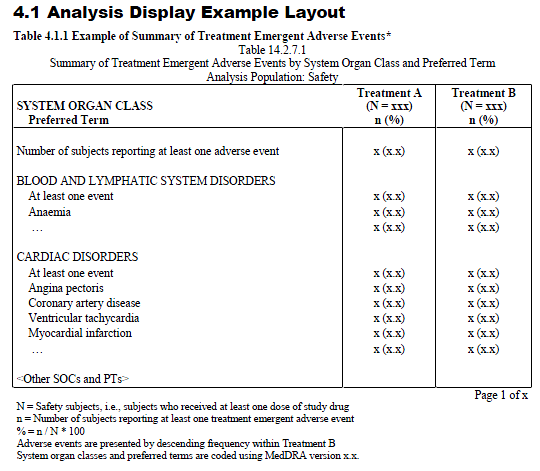 4.1 Analysis Display Example Layout
Table 4.1.1 Example of Summary of Treatment Emergent Adverse Events*
Table 14.2.7.1
Summary of Treatment Emergent Adverse Events by System Organ Class and Preferred Term
Analysis Population: Safety
Treatment A Treatment B
SYSTEM ORGAN CLASS (N = xxx) (N = xxx)
Preferred Term n (%) n (%)
Number of subjects reporting at least one adverse event x (x.x) x (x.x)
BLOOD AND LYMPHATIC SYSTEM DISORDERS
At least one event x (x.x) x (x.x)
Anaemia x (x.x) x (x.x)
… x (x.x) x (x.x)
CARDIAC DISORDERS
At least one event x (x.x) x (x.x)
Angina pectoris x (x.x) x (x.x)
Coronary artery disease x (x.x) x (x.x)
Ventricular tachycardia x (x.x) x (x.x)
Myocardial infarction x (x.x) x (x.x)
… x (x.x) x (x.x)
<Other SOCs and PTs>
Page 1 of x
N = Safety subjects, i.e., subjects who received at least one dose of study drug
n = Number of subjects reporting at least one treatment emergent adverse event
% = n / N * 100
Adverse events are presented by descending frequency within Treatment B
System organ classes and preferred terms are coded using MedDRA version x.x.